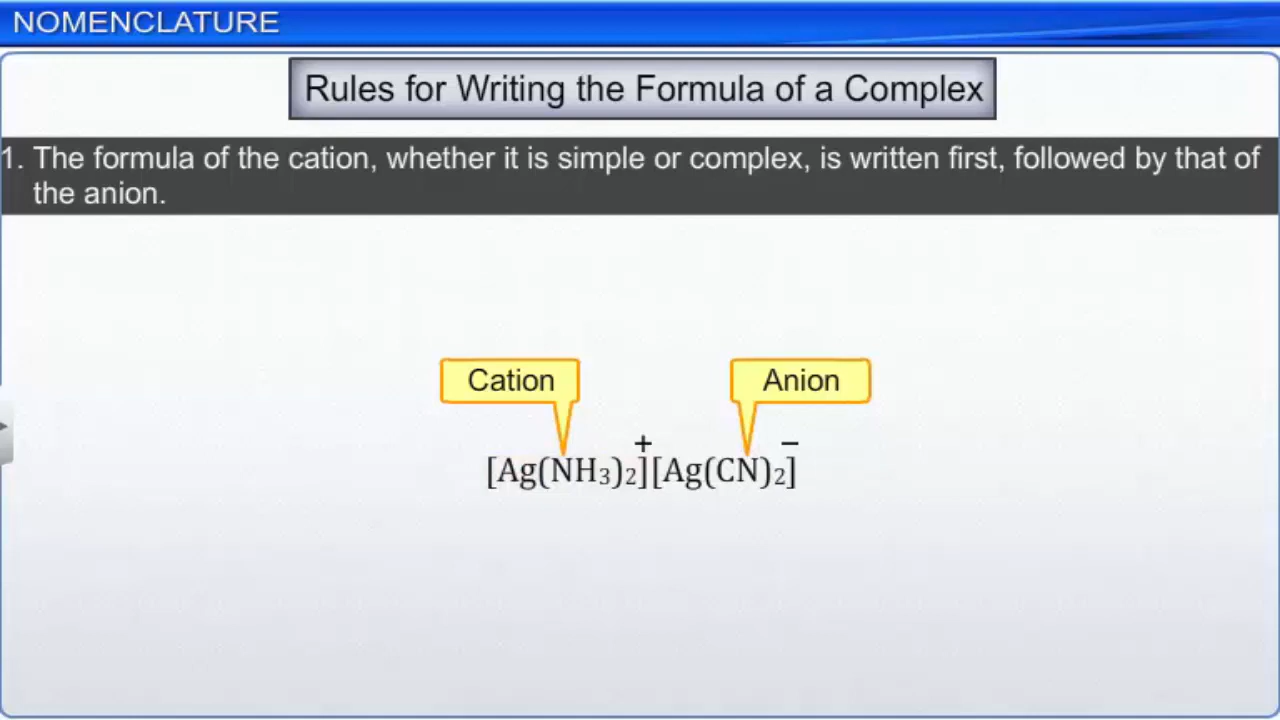 NOMENCLATURE
Rules for Writing the Formula of a Complex
1. The formula of the cation, whether it is simple or complex, is written first, followed by that of
the anion.
Cation Anion
[Ag(NH₃)₂]⁺[Ag(CN)₂]⁻